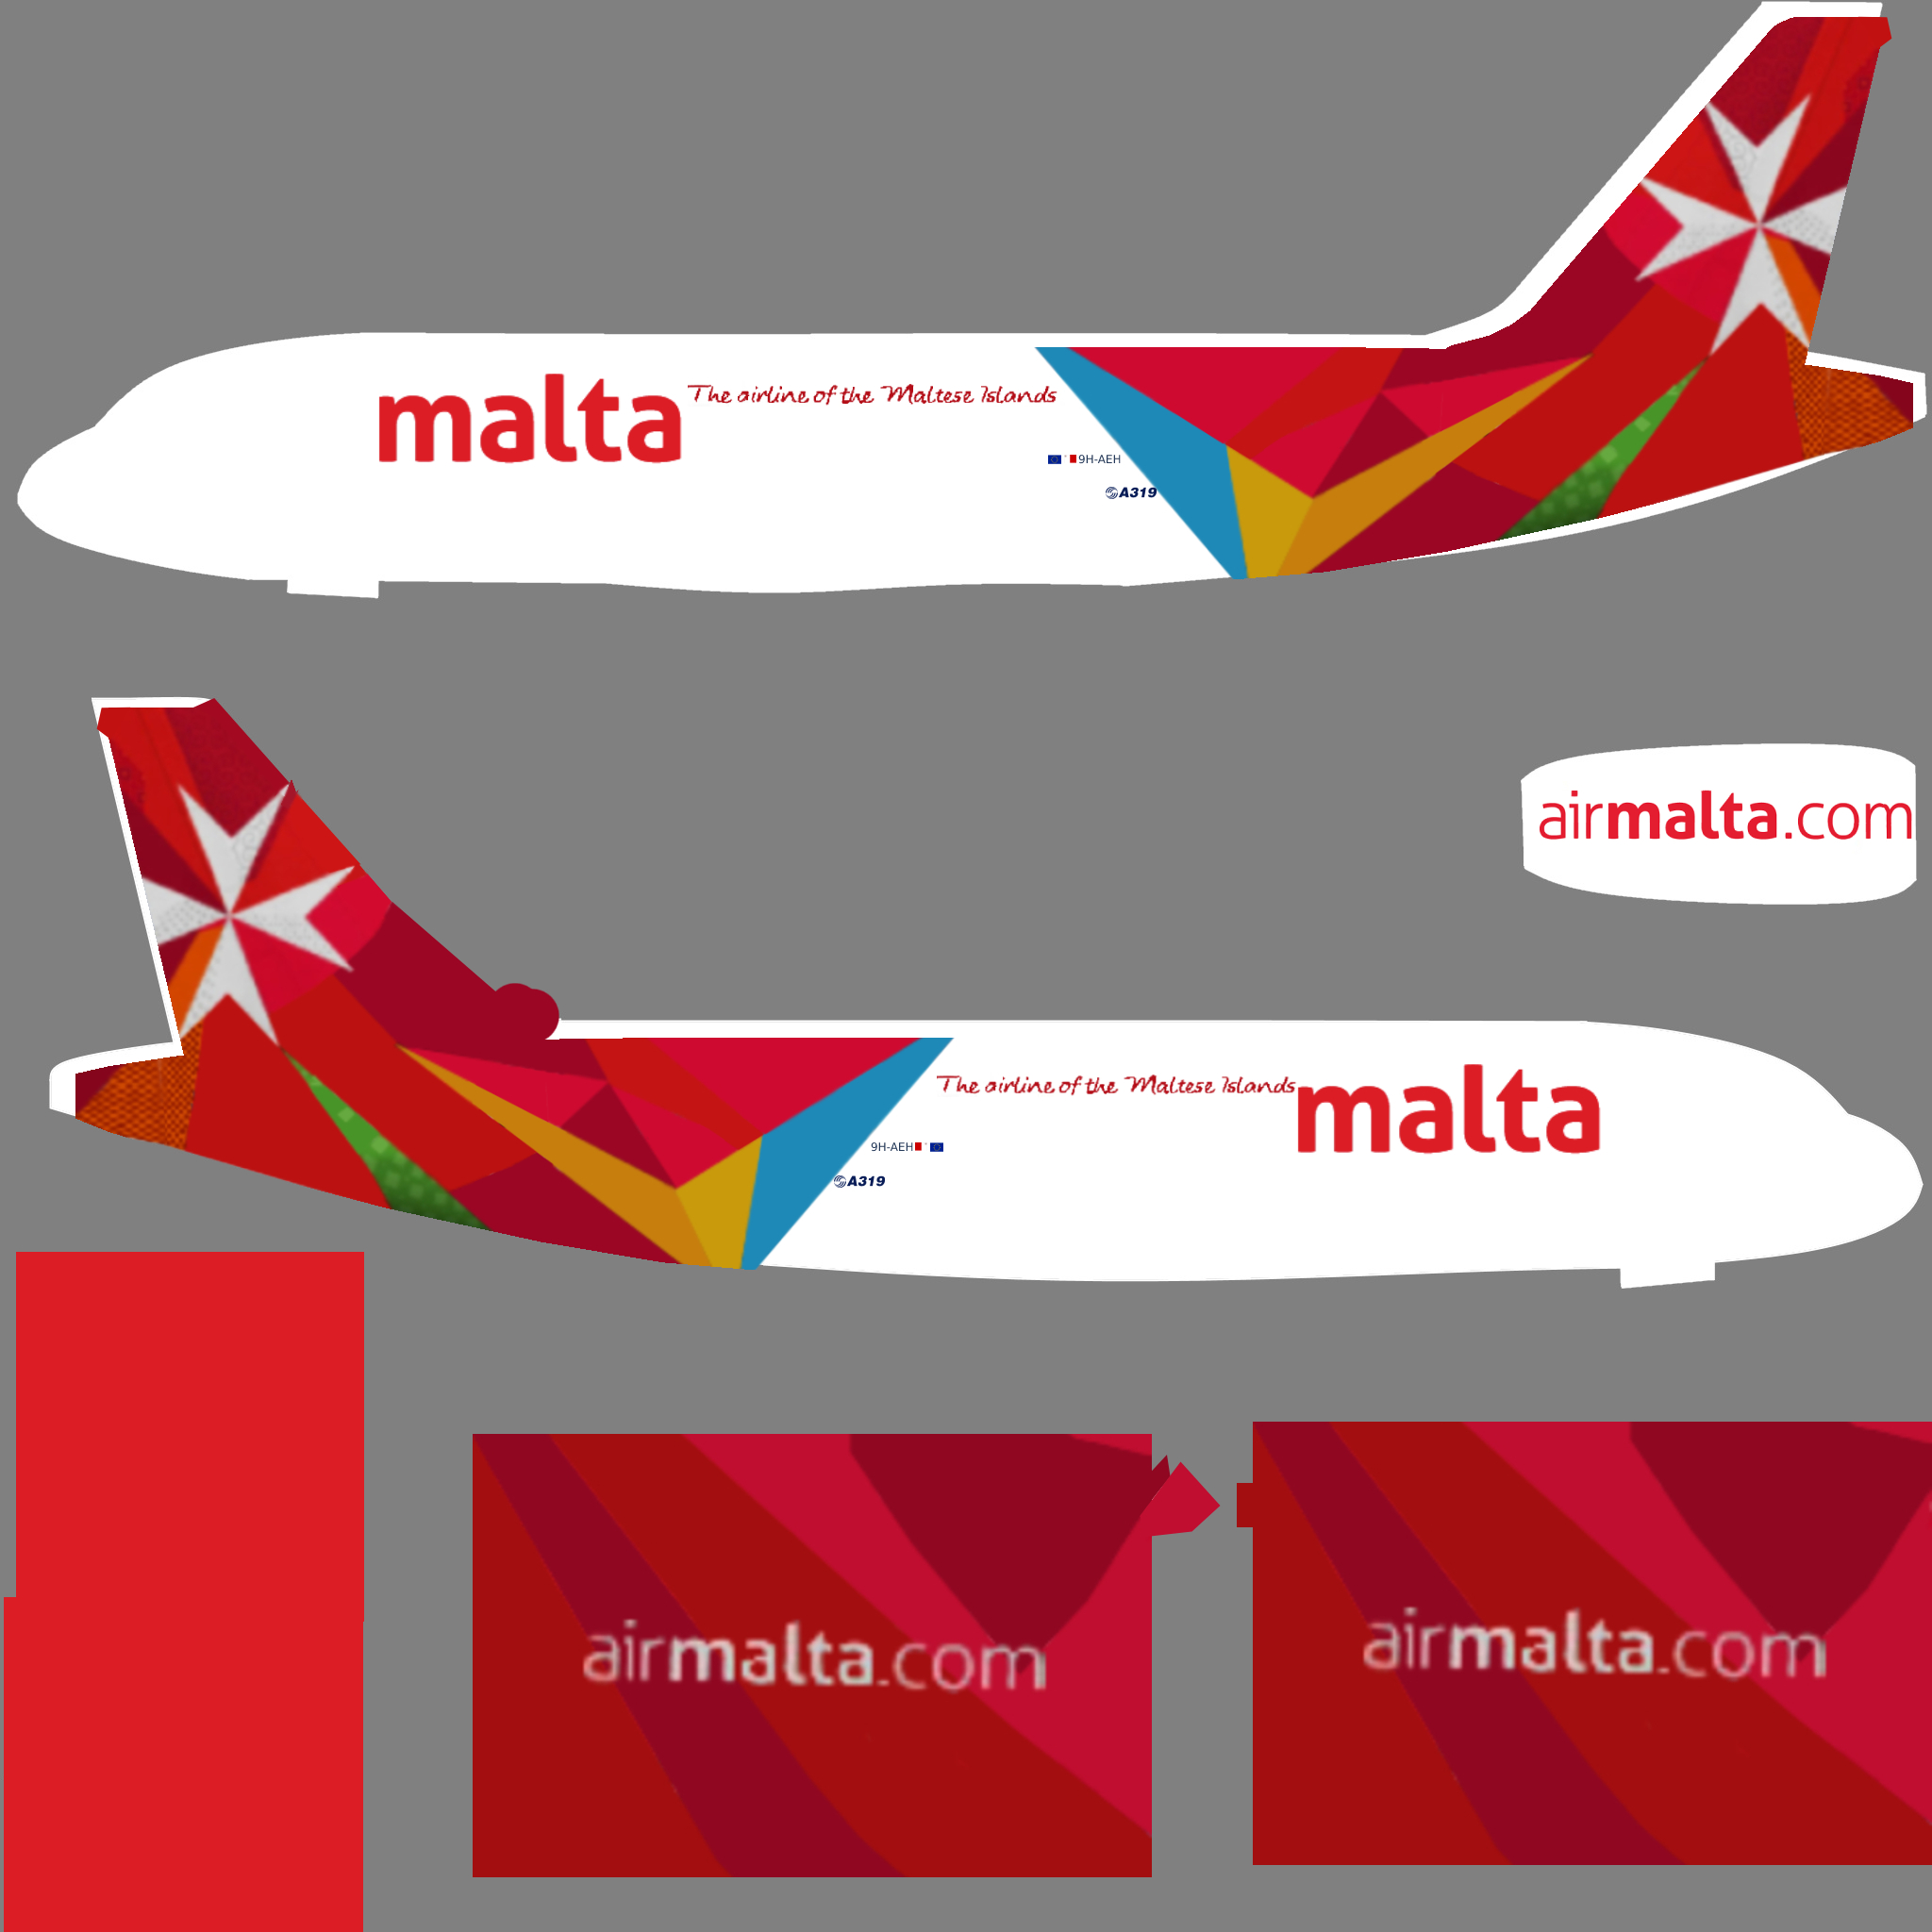 malta The airline of the Maltese Islands
9H-AEH
A319
airmalta.com
The airline of the Maltese Islands malta
9H-AEH
A319
airmalta.com
airmalta.com